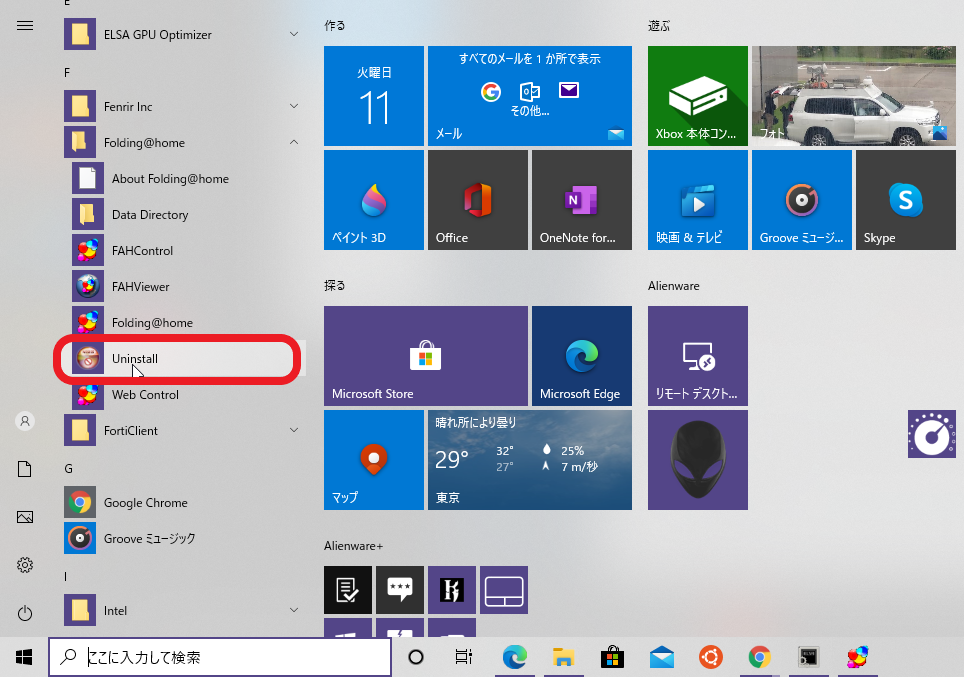 E
ELSA GPU Optimizer
F
Fenrir Inc
Folding@home
About Folding@home
Data Directory
FAHControl
FAHViewer
Folding@home
Uninstall
Web Control
FortiClient
G
Google Chrome
Groove ミュージック
I
Intel
作る
火曜日
11
すべてのメールを 1 か所で表示
その他...
メール
ペイント 3D
Office
OneNote for...
遊ぶ
Xbox 本体コン...
フォト
映画 & テレビ
Groove ミュージ...
Skype
探る
Microsoft Store
Microsoft Edge
マップ
晴れ所により曇り
29°
32°
27°
25%
7 m/秒
東京
Alienware
リモート デスクト...
Alienware+
ここに入力して検索